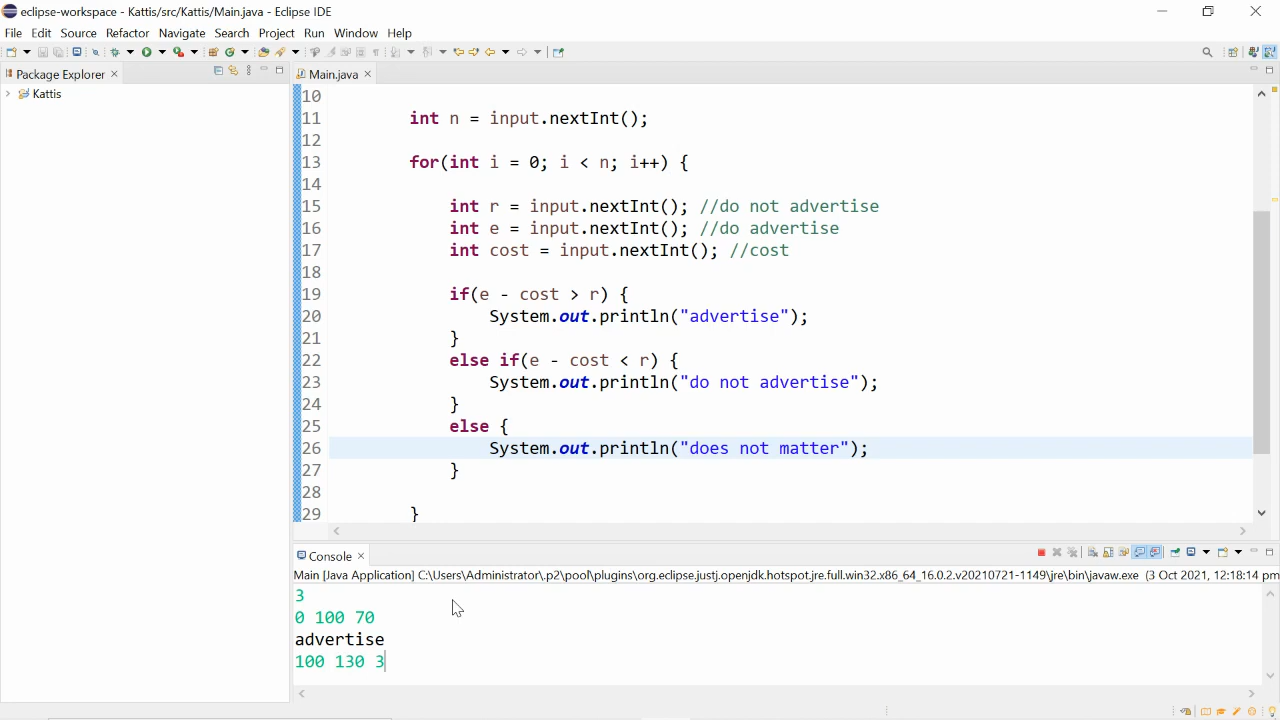 eclipse-workspace - Kattis/src/Kattis/Main.java - Eclipse IDE
File Edit Source Refactor Navigate Search Project Run Window Help
Package Explorer
Main.java
Kattis
10
11 int n = input.nextInt();
12
13 for(int i = 0; i < n; i++) {
14
15 int r = input.nextInt(); //do not advertise
16 int e = input.nextInt(); //do advertise
17 int cost = input.nextInt(); //cost
18
19 if(e - cost > r) {
20 System.out.println("advertise");
21 }
22 else if(e - cost < r) {
23 System.out.println("do not advertise");
24 }
25 else {
26 System.out.println("does not matter");
27 }
28
29 }
Console
Main [Java Application] C:\Users\Administrator\.p2\pool\plugins\org.eclipse.justj.openjdk.hotspot.jre.full.win32.x86_64_16.0.2.v20210721-1149\jre\bin\javaw.exe (3 Oct 2021, 12:18:14 pm
3
0 100 70
advertise
100 130 3